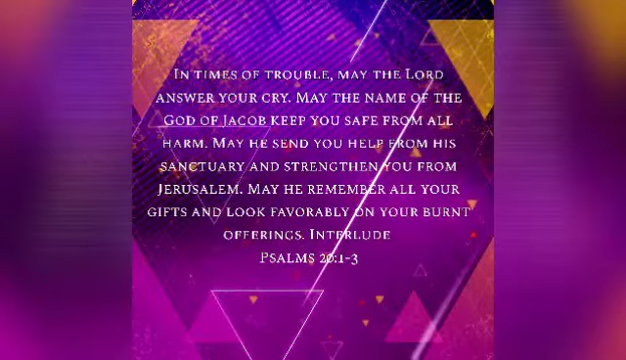 In times of trouble, may the Lord
answer your cry. May the name of the
God of Jacob keep you safe from all
harm. May he send you help from his
sanctuary and strengthen you from
Jerusalem. May he remember all your
gifts and look favorably on your burnt
offerings. Interlude
Psalms 20:1-3